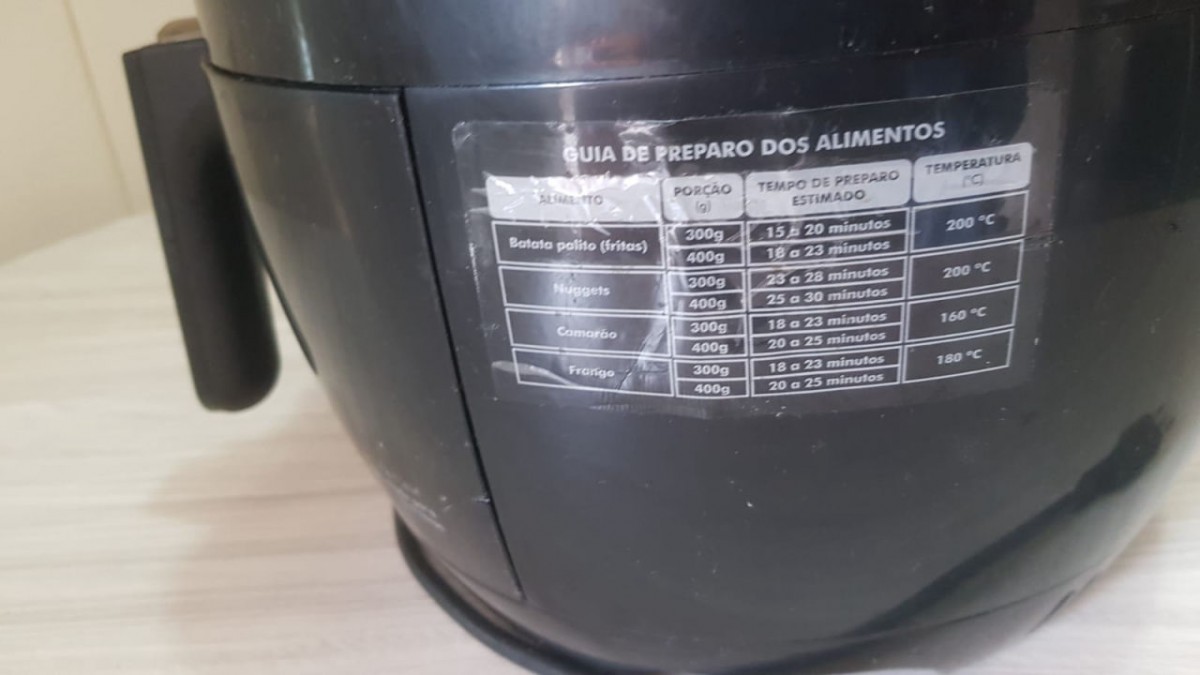 GUIA DE PREPARO DOS ALIMENTOS
ALIMENTO PORÇÃO (g) TEMPO DE PREPARO ESTIMADO TEMPERATURA (°C)
Batata palito (fritas) 300g 15 a 20 minutos 200 °C
400g 18 a 23 minutos
Nuggets 300g 23 a 28 minutos 200 °C
400g 25 a 30 minutos
Camarão 300g 18 a 23 minutos 160 °C
400g 20 a 25 minutos
Frango 300g 18 a 23 minutos 180 °C
400g 20 a 25 minutos